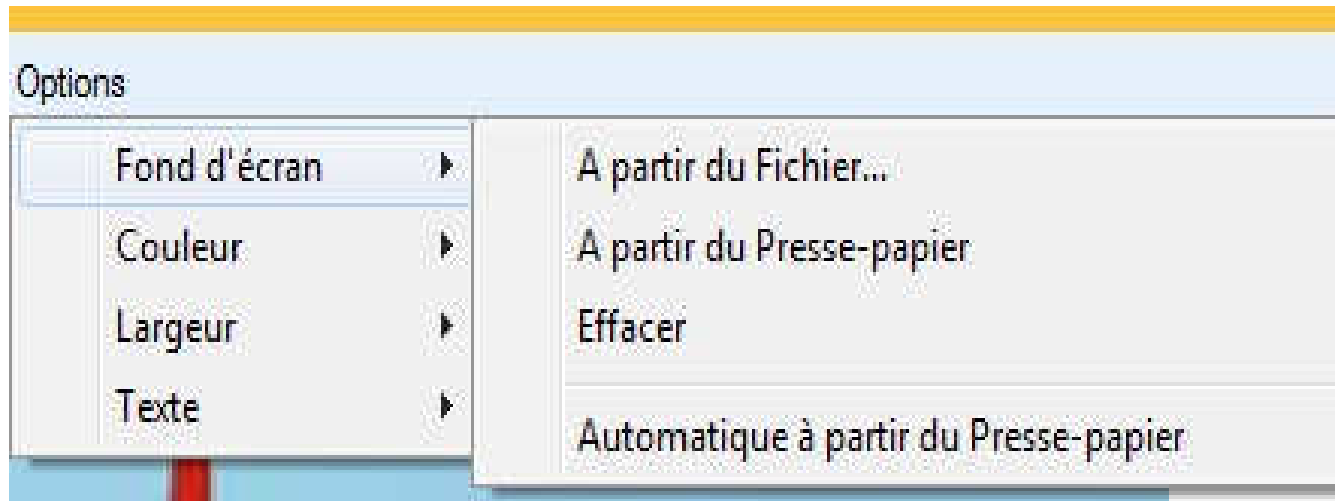 Options
Fond d'écran
Couleur
Largeur
Texte
A partir du Fichier...
A partir du Presse-papier
Effacer
Automatique à partir du Presse-papier